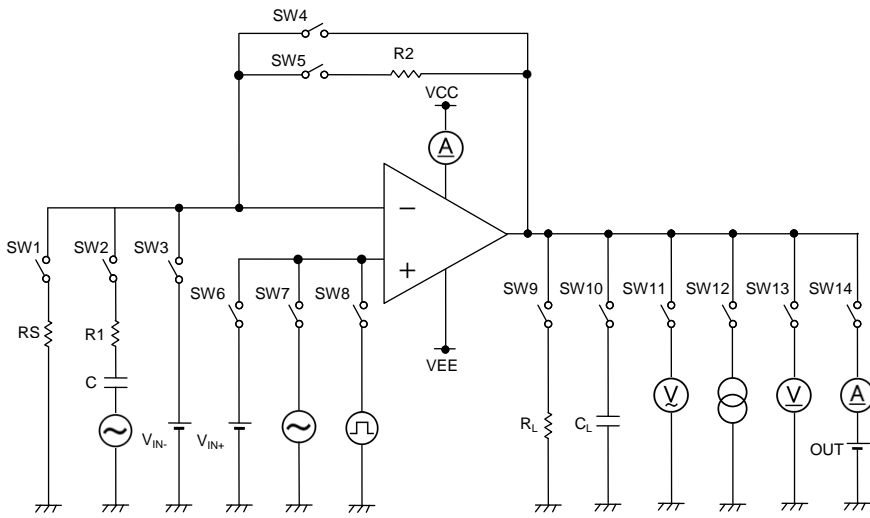 SW4
SW5
R2
VCC
A
−
+
SW1
SW2
SW3
SW6
SW7
SW8
SW9
SW10
SW11
SW12
SW13
SW14
RS
R1
C
VIN-
VIN+
VEE
RL
CL
V
V
A
OUT